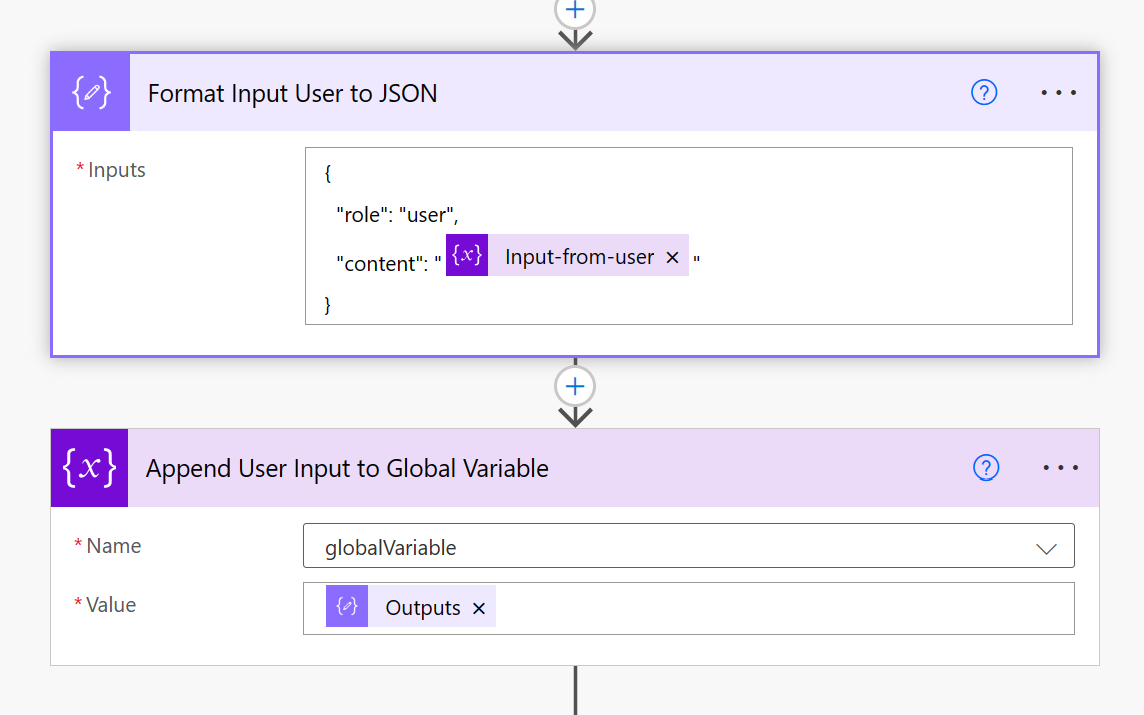 Format Input User to JSON
* Inputs
{
"role": "user",
"content": " {x} Input-from-user × "
}
{x} Append User Input to Global Variable
* Name
globalVariable
* Value
Outputs ×